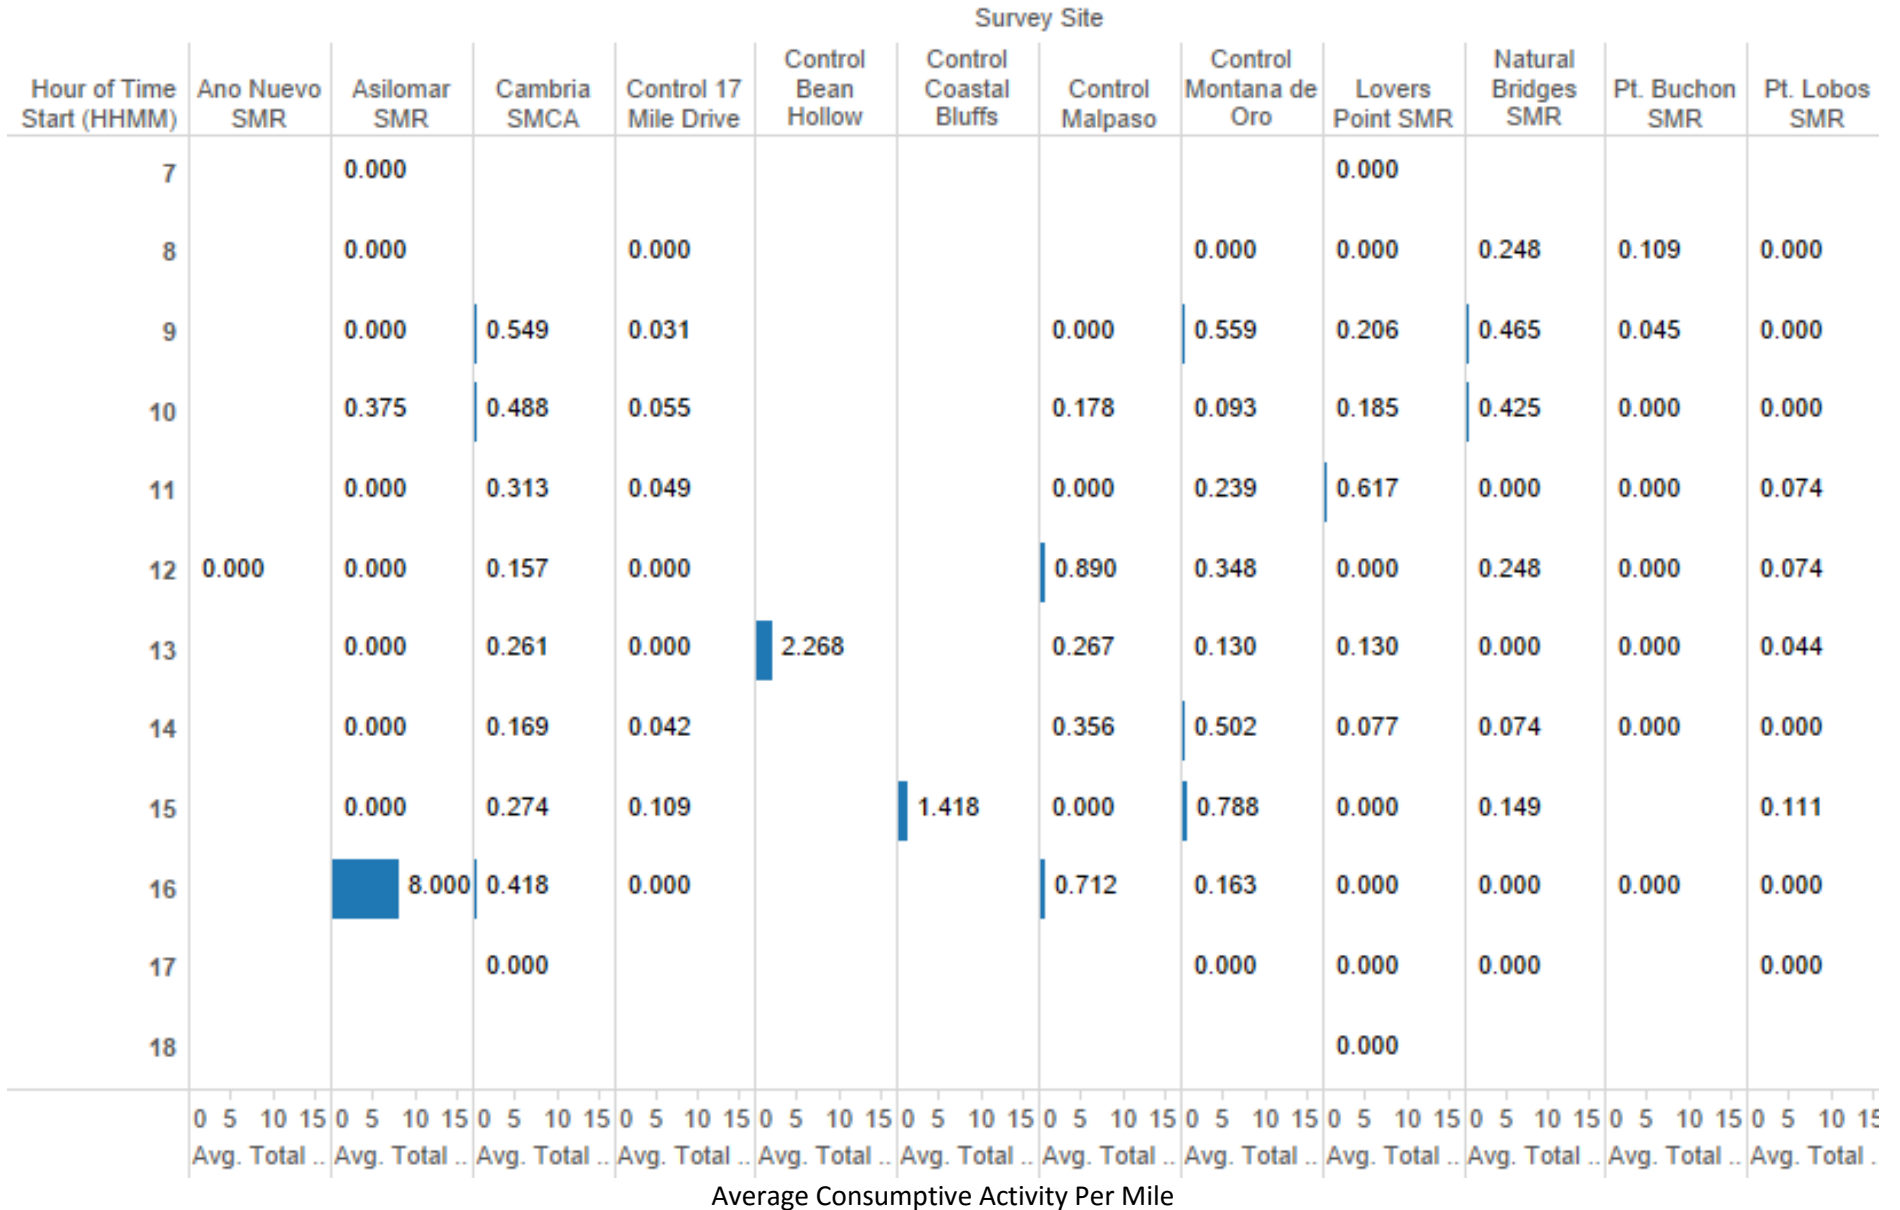 Survey Site
Hour of Time Start (HHMM) Ano Nuevo SMR Asilomar SMR Cambria SMCA Control 17 Mile Drive Control Bean Hollow Control Coastal Bluffs Control Malpaso Control Montana de Oro Lovers Point SMR Natural Bridges SMR Pt. Buchon SMR Pt. Lobos SMR
7 0.000 0.000
8 0.000 0.000 0.000 0.000 0.248 0.109 0.000
9 0.000 0.549 0.031 0.000 0.559 0.206 0.465 0.045 0.000
10 0.375 0.488 0.055 0.178 0.093 0.185 0.425 0.000 0.000
11 0.000 0.313 0.049 0.000 0.239 0.617 0.000 0.000 0.074
12 0.000 0.000 0.157 0.000 0.890 0.348 0.000 0.248 0.000 0.074
13 0.000 0.261 0.000 2.268 0.267 0.130 0.130 0.000 0.000 0.044
14 0.000 0.169 0.042 0.356 0.502 0.077 0.074 0.000 0.000
15 0.000 0.274 0.109 1.418 0.000 0.788 0.000 0.149 0.111
16 8.000 0.418 0.000 0.712 0.163 0.000 0.000 0.000 0.000
17 0.000 0.000 0.000 0.000 0.000
18 0.000
0 5 10 15 0 5 10 15 0 5 10 15 0 5 10 15 0 5 10 15 0 5 10 15 0 5 10 15 0 5 10 15 0 5 10 15 0 5 10 15 0 5 10 15 0 5 10 15
Avg. Total .. Avg. Total .. Avg. Total .. Avg. Total .. Avg. Total .. Avg. Total .. Avg. Total .. Avg. Total .. Avg. Total .. Avg. Total .. Avg. Total .. Avg. Total .
Average Consumptive Activity Per Mile